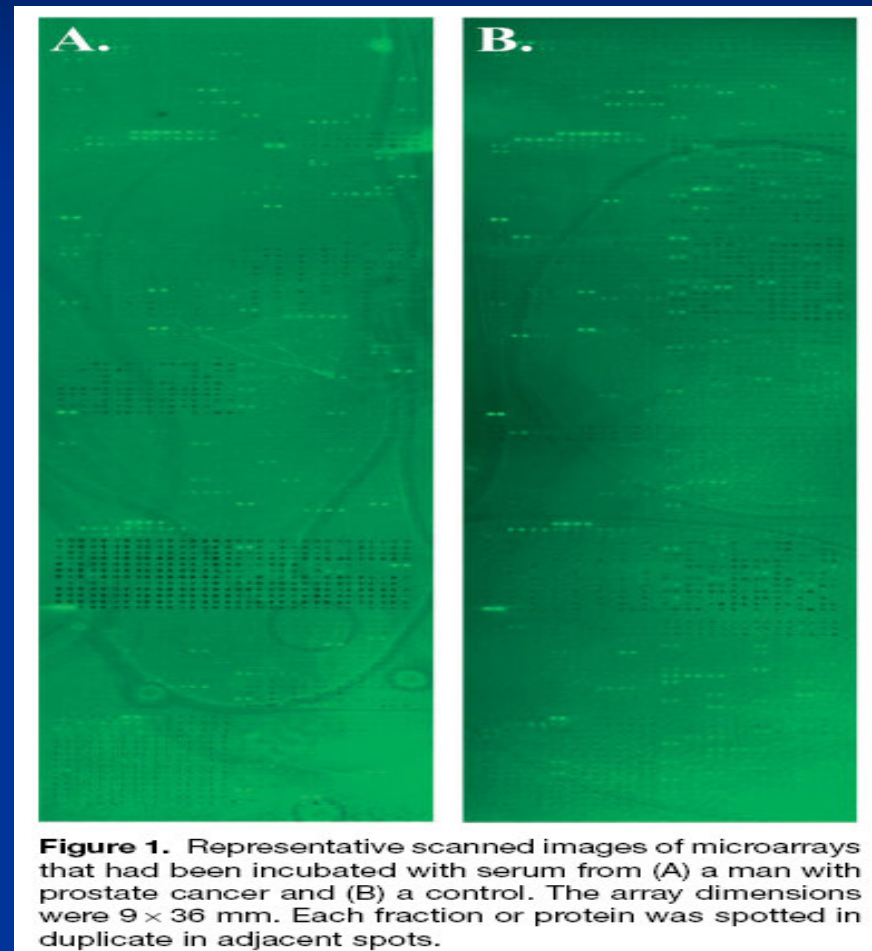 A.
B.
Figure 1. Representative scanned images of microarrays
that had been incubated with serum from (A) a man with
prostate cancer and (B) a control. The array dimensions
were 9 × 36 mm. Each fraction or protein was spotted in
duplicate in adjacent spots.